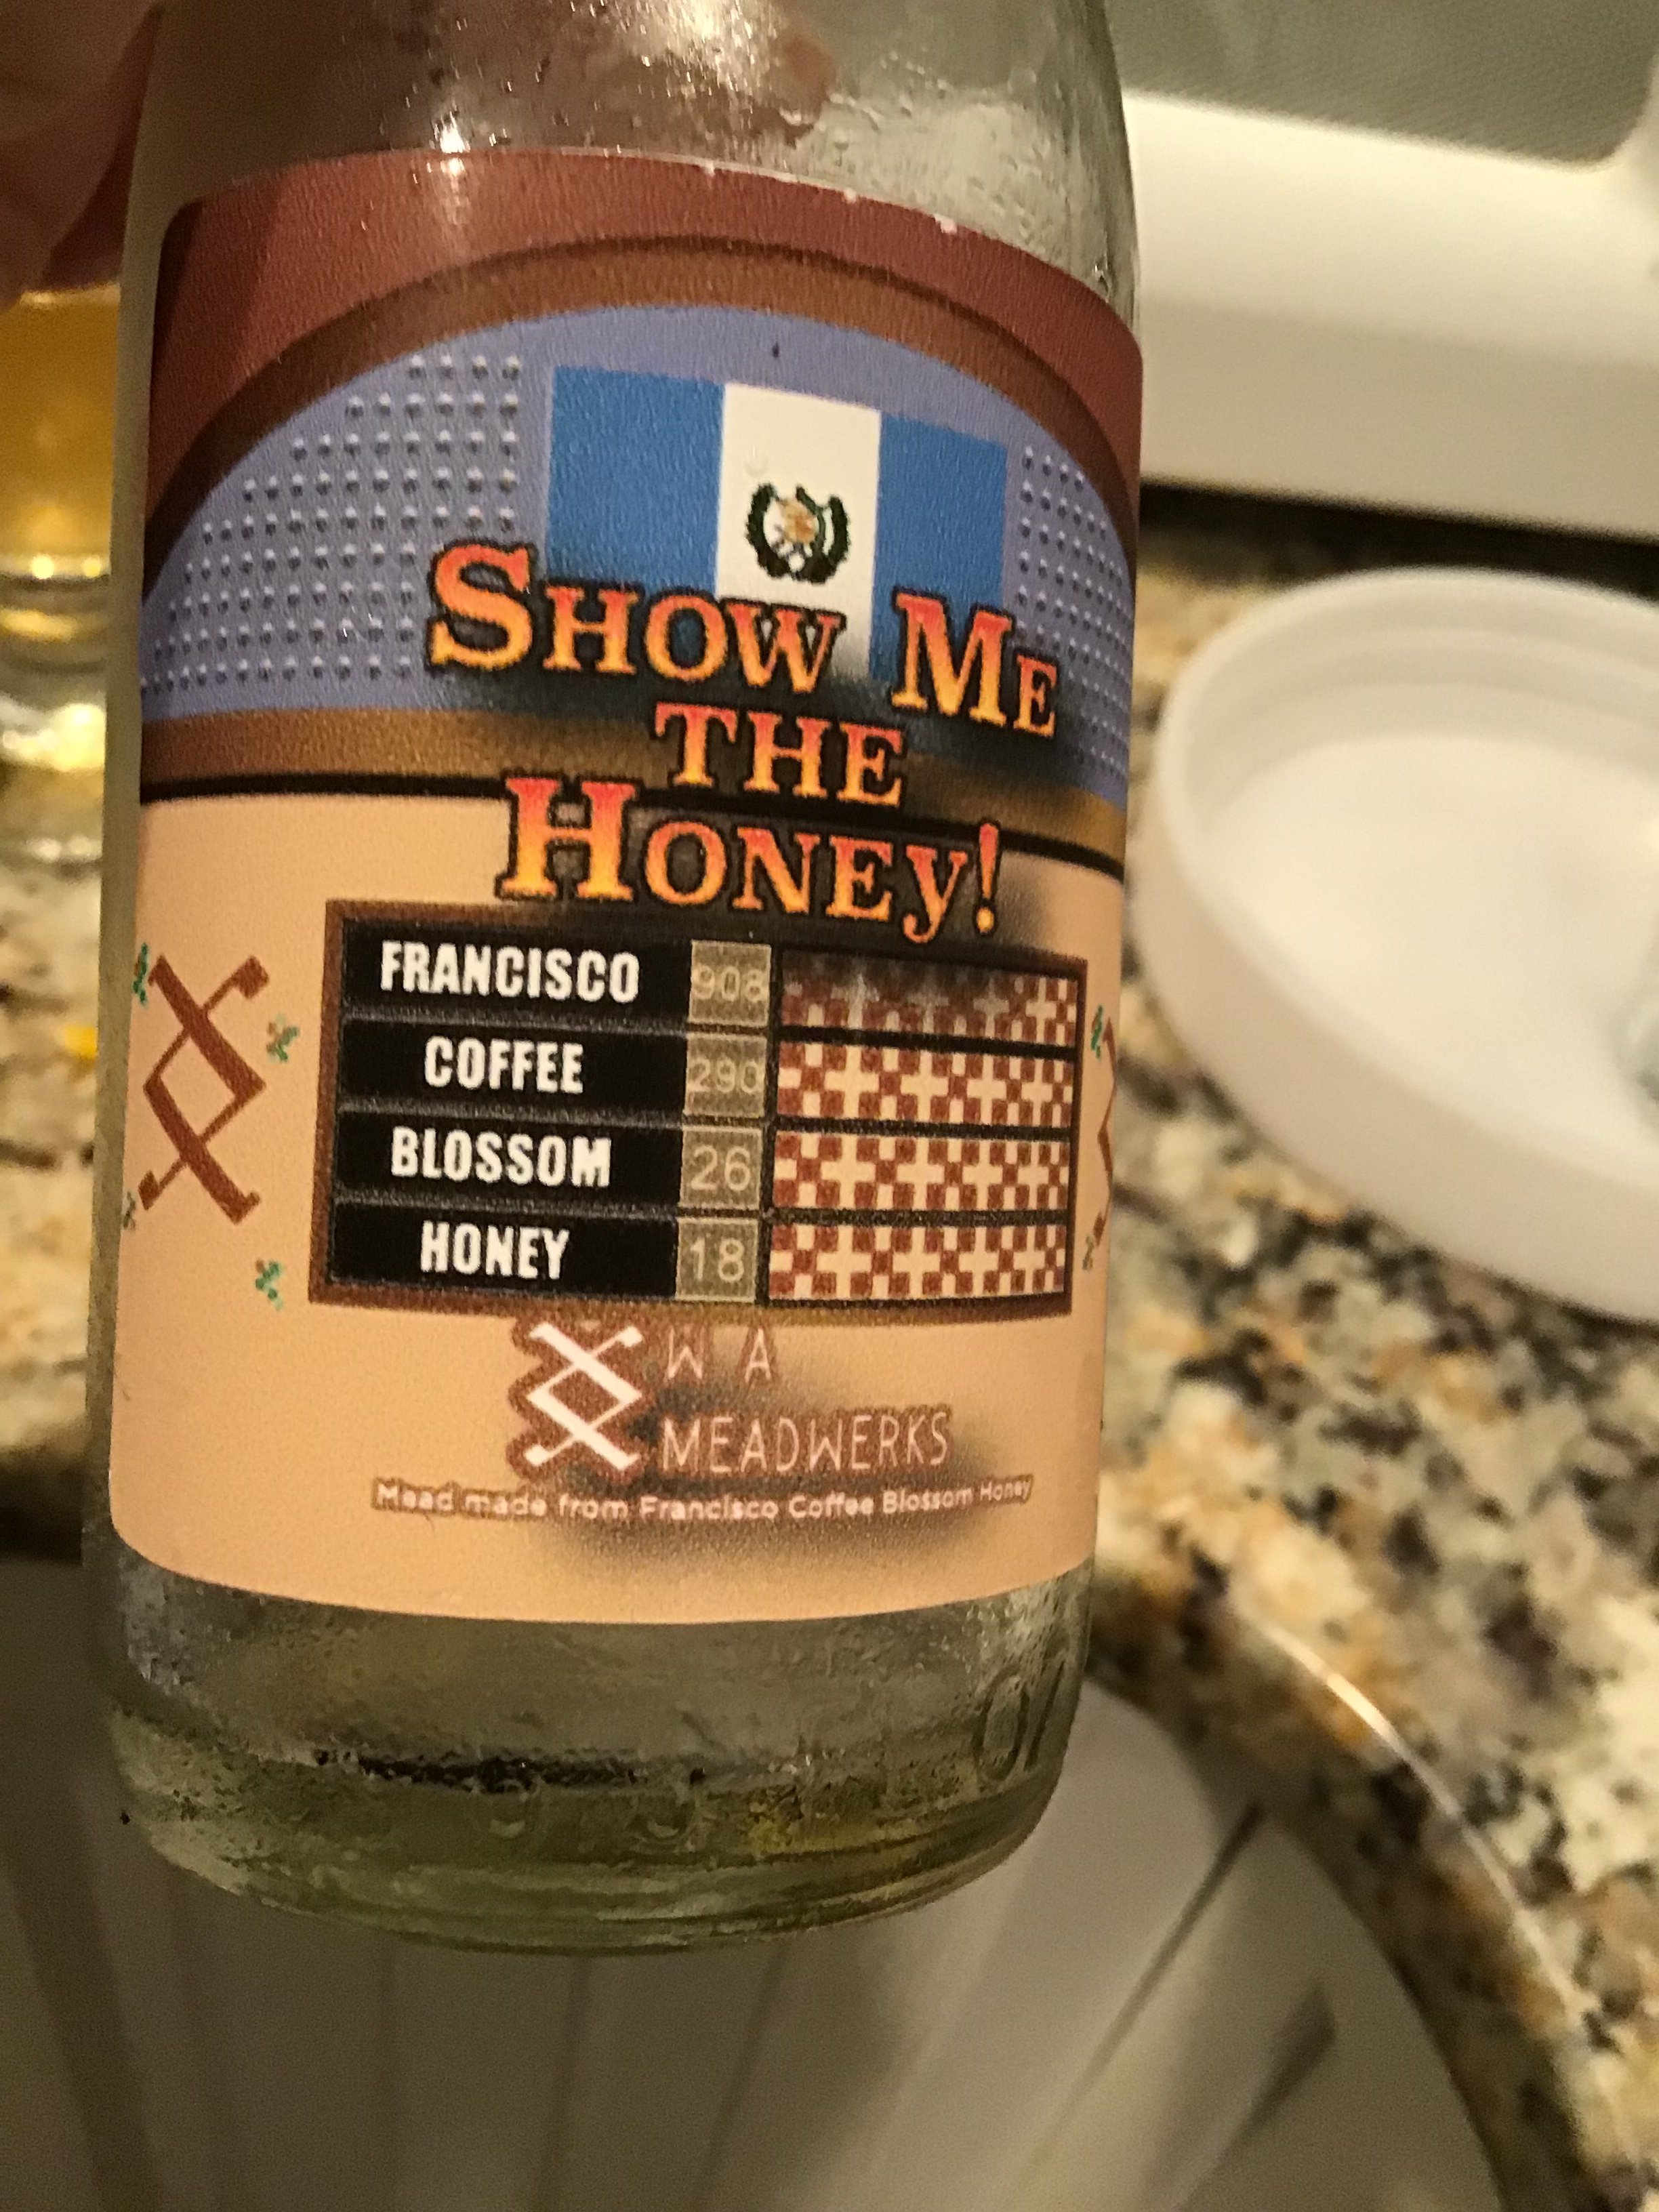 SHOW ME
THE
HONEY!
FRANCISCO 908
COFFEE 290
BLOSSOM 26
HONEY 18
W A
MEADWERKS
Mead made from Francisco Coffee Blossom Honey